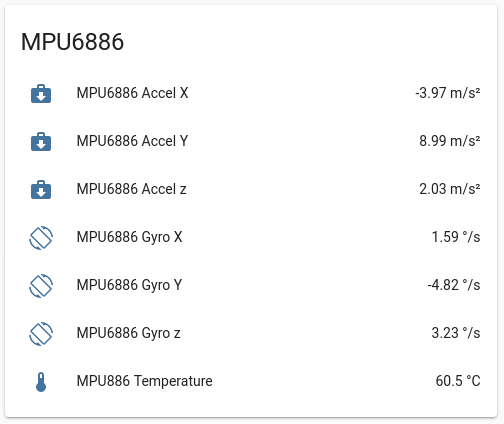 MPU6886
MPU6886 Accel X -3.97 m/s²
MPU6886 Accel Y 8.99 m/s²
MPU6886 Accel z 2.03 m/s²
MPU6886 Gyro X 1.59 °/s
MPU6886 Gyro Y -4.82 °/s
MPU6886 Gyro z 3.23 °/s
MPU886 Temperature 60.5 °C